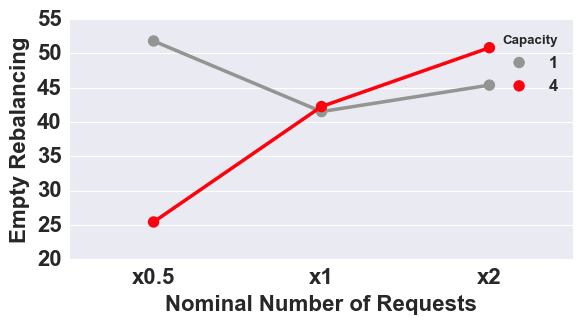 Empty Rebalancing
55
50
45
40
35
30
25
20
x0.5 x1 x2
Nominal Number of Requests
Capacity
1
4